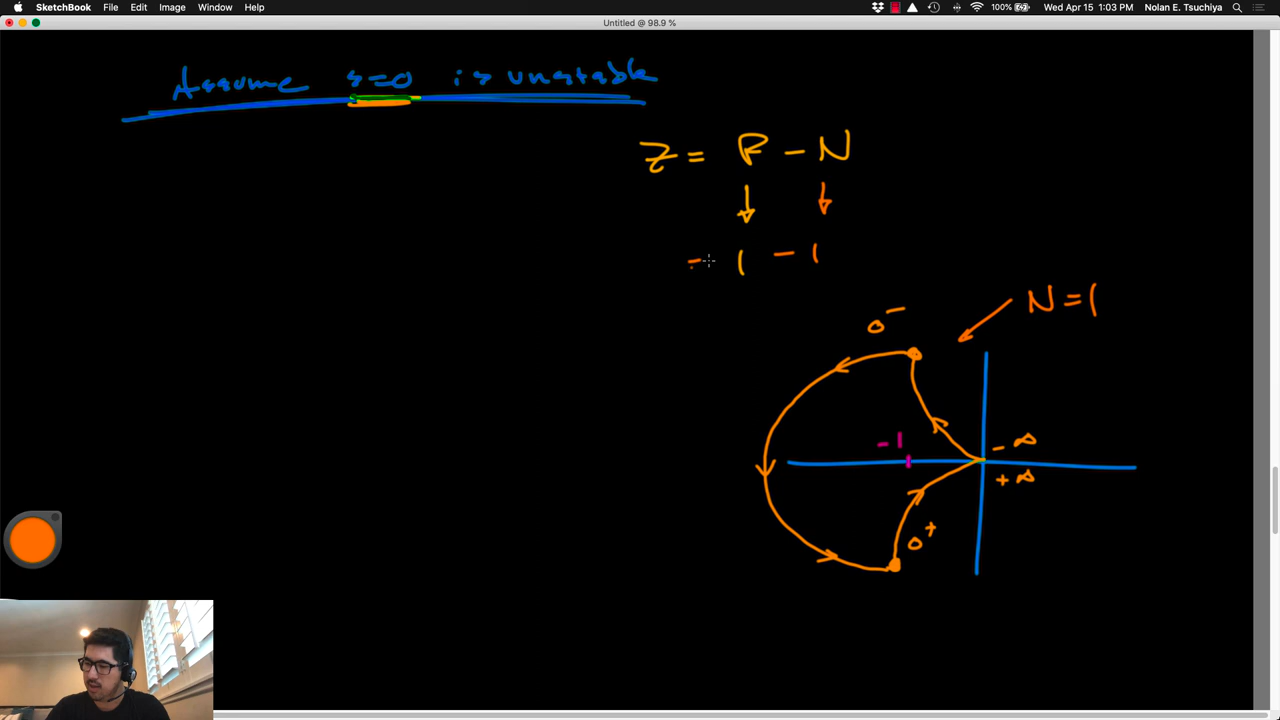 SketchBook File Edit Image Window Help 100% Wed Apr 15 1:03 PM Nolan E. Tsuchiya
Untitled @ 98.9 %
Assume s=0 is unstable
Z = P - N
= 1 - 1
N = 1
0⁻
-1
- ∞
+ ∞
0⁺